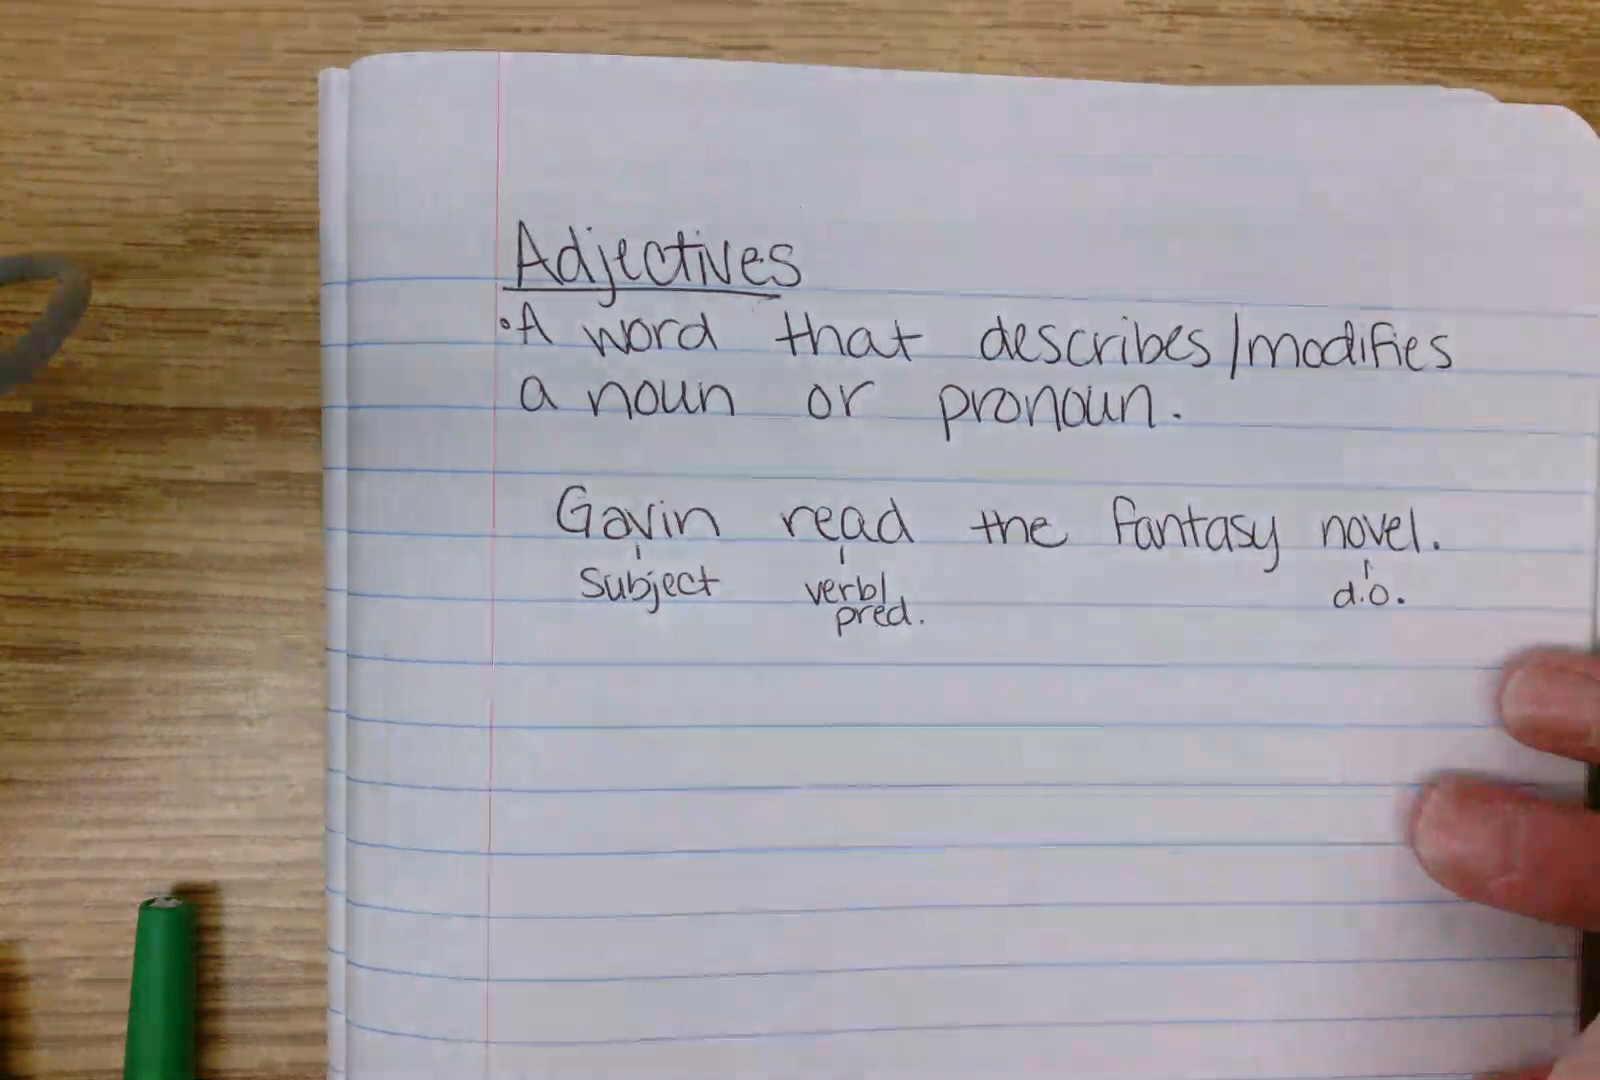 Adjectives
•A word that describes/modifies
a noun or pronoun.
Gavin read the fantasy novel.
subject verb/ d.o.
pred.